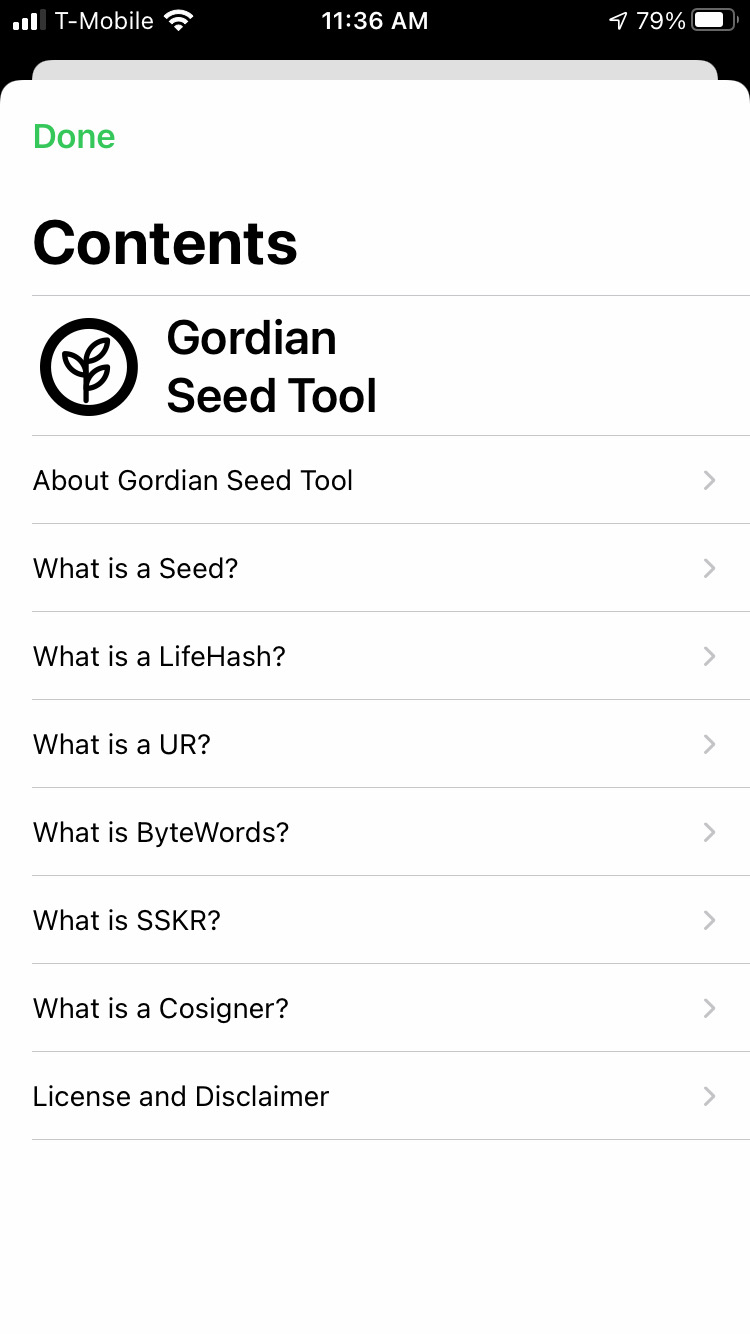 T-Mobile 11:36 AM 79%
Done
Contents
Gordian
Seed Tool
About Gordian Seed Tool
What is a Seed?
What is a LifeHash?
What is a UR?
What is ByteWords?
What is SSKR?
What is a Cosigner?
License and Disclaimer